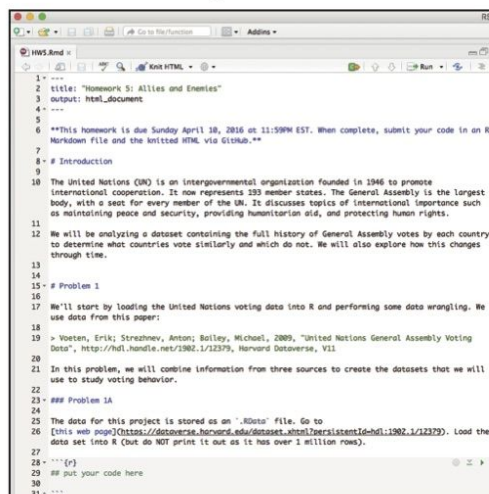 RS
Go to file/function
Addins
HW5.Rmd
Knit HTML
Run
1 ---
2 title: "Homework 5: Allies and Enemies"
3 output: html_document
4 ---
5
6 **This homework is due Sunday April 10, 2016 at 11:59PM EST. When complete, submit your code in an R
Markdown file and the knitted HTML via GitHub.**
7
8 # Introduction
9
10 The United Nations (UN) is an intergovernmental organization founded in 1946 to promote
international cooperation. It now represents 193 member states. The General Assembly is the largest
body, with a seat for every member of the UN. It discusses topics of international importance such
as maintaining peace and security, providing humanitarian aid, and protecting human rights.
11
12 We will be analyzing a dataset containing the full history of General Assembly votes by each country
to determine what countries vote similarly and which do not. We will also explore how this changes
through time.
13
14
15 # Problem 1
16
17 We'll start by loading the United Nations voting data into R and performing some data wrangling. We
use data from this paper:
18
19 > Voeten, Erik; Strezhnev, Anton; Bailey, Michael, 2009, "United Nations General Assembly Voting
Data", http://hdl.handle.net/1902.1/12379, Harvard Dataverse, V11
20
21 In this problem, we will combine information from three sources to create the datasets that we will
use to study voting behavior.
22
23 ### Problem 1A
24
25 The data for this project is stored as an `.RData` file. Go to
26 [this web page](https://dataverse.harvard.edu/dataset.xhtml?persistentId=hdl:1902.1/12379). Load the
data set into R (but do NOT print it out as it has over 1 million rows).
27
28 ```{r}
29 ## put your code here
30
31 ```